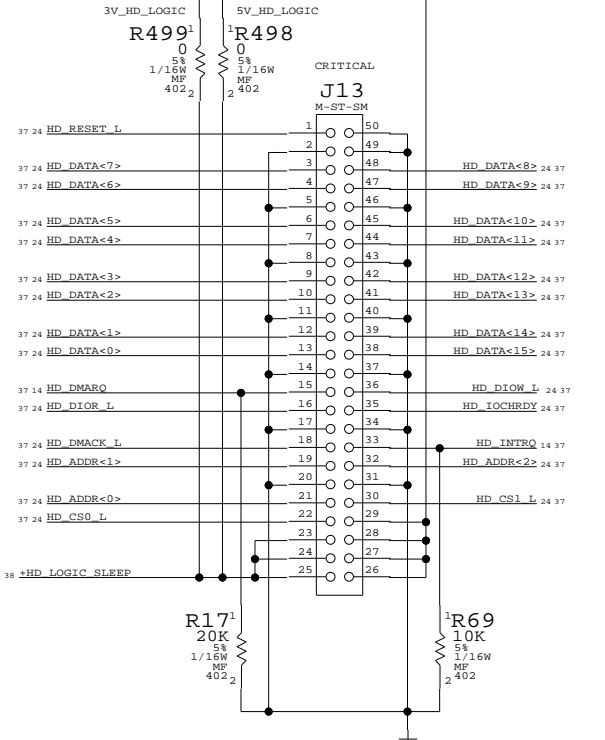 3V_HD_LOGIC 5V_HD_LOGIC
R499 1 1 R498
0 0
5% 5%
1/16W 1/16W
MF MF
402 2 2 402
CRITICAL
J13
M-ST-SM
37 24 HD_RESET_L 1 50
2 49
37 24 HD_DATA<7> 3 48 HD_DATA<8> 24 37
37 24 HD_DATA<6> 4 47 HD_DATA<9> 24 37
5 46
37 24 HD_DATA<5> 6 45 HD_DATA<10> 24 37
37 24 HD_DATA<4> 7 44 HD_DATA<11> 24 37
8 43
37 24 HD_DATA<3> 9 42 HD_DATA<12> 24 37
37 24 HD_DATA<2> 10 41 HD_DATA<13> 24 37
11 40
37 24 HD_DATA<1> 12 39 HD_DATA<14> 24 37
37 24 HD_DATA<0> 13 38 HD_DATA<15> 24 37
14 37
37 14 HD_DMARQ 15 36 HD_DIOW_L 24 37
37 24 HD_DIOR_L 16 35 HD_IOCHRDY 24 37
17 34
37 24 HD_DMACK_L 18 33 HD_INTRQ 14 37
37 24 HD_ADDR<1> 19 32 HD_ADDR<2> 24 37
20 31
37 24 HD_ADDR<0> 21 30 HD_CS1_L 24 37
37 24 HD_CS0_L 22 29
23 28
24 27
38 +HD_LOGIC_SLEEP 25 26
R17 1 1 R69
20K 10K
5% 5%
1/16W 1/16W
MF MF
402 2 2 402